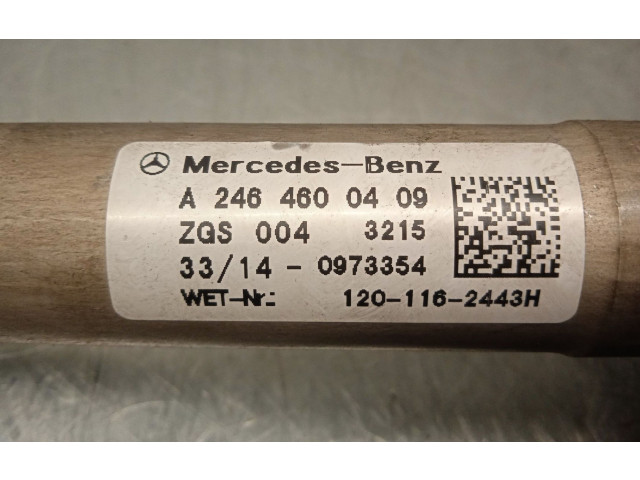 Mercedes-Benz
A 246 460 04 09
ZGS 004 3215
33/14 - 0973354
WET-Nr.: 120-116-2443H